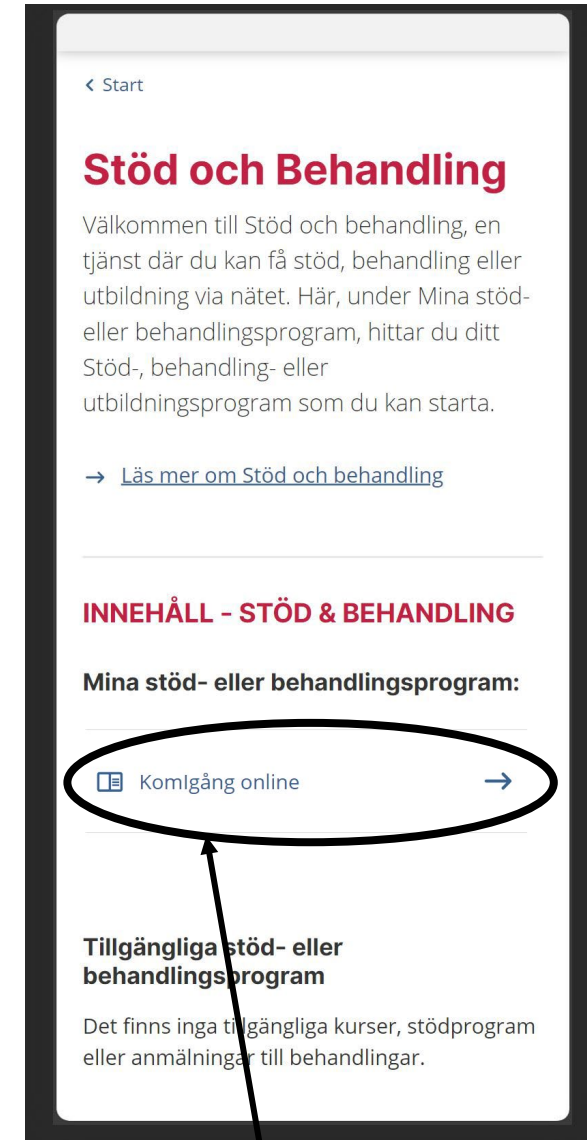 Start
Stöd och Behandling
Välkommen till Stöd och behandling, en
tjänst där du kan få stöd, behandling eller
utbildning via nätet. Här, under Mina stöd-
eller behandlingsprogram, hittar du ditt
Stöd-, behandling- eller
utbildningsprogram som du kan starta.
→ Läs mer om Stöd och behandling
INNEHÅLL - STÖD & BEHANDLING
Mina stöd- eller behandlingsprogram:
KomIgång online →
Tillgängliga stöd- eller
behandlingsprogram
Det finns inga tillgängliga kurser, stödprogram
eller anmälningar till behandlingar.